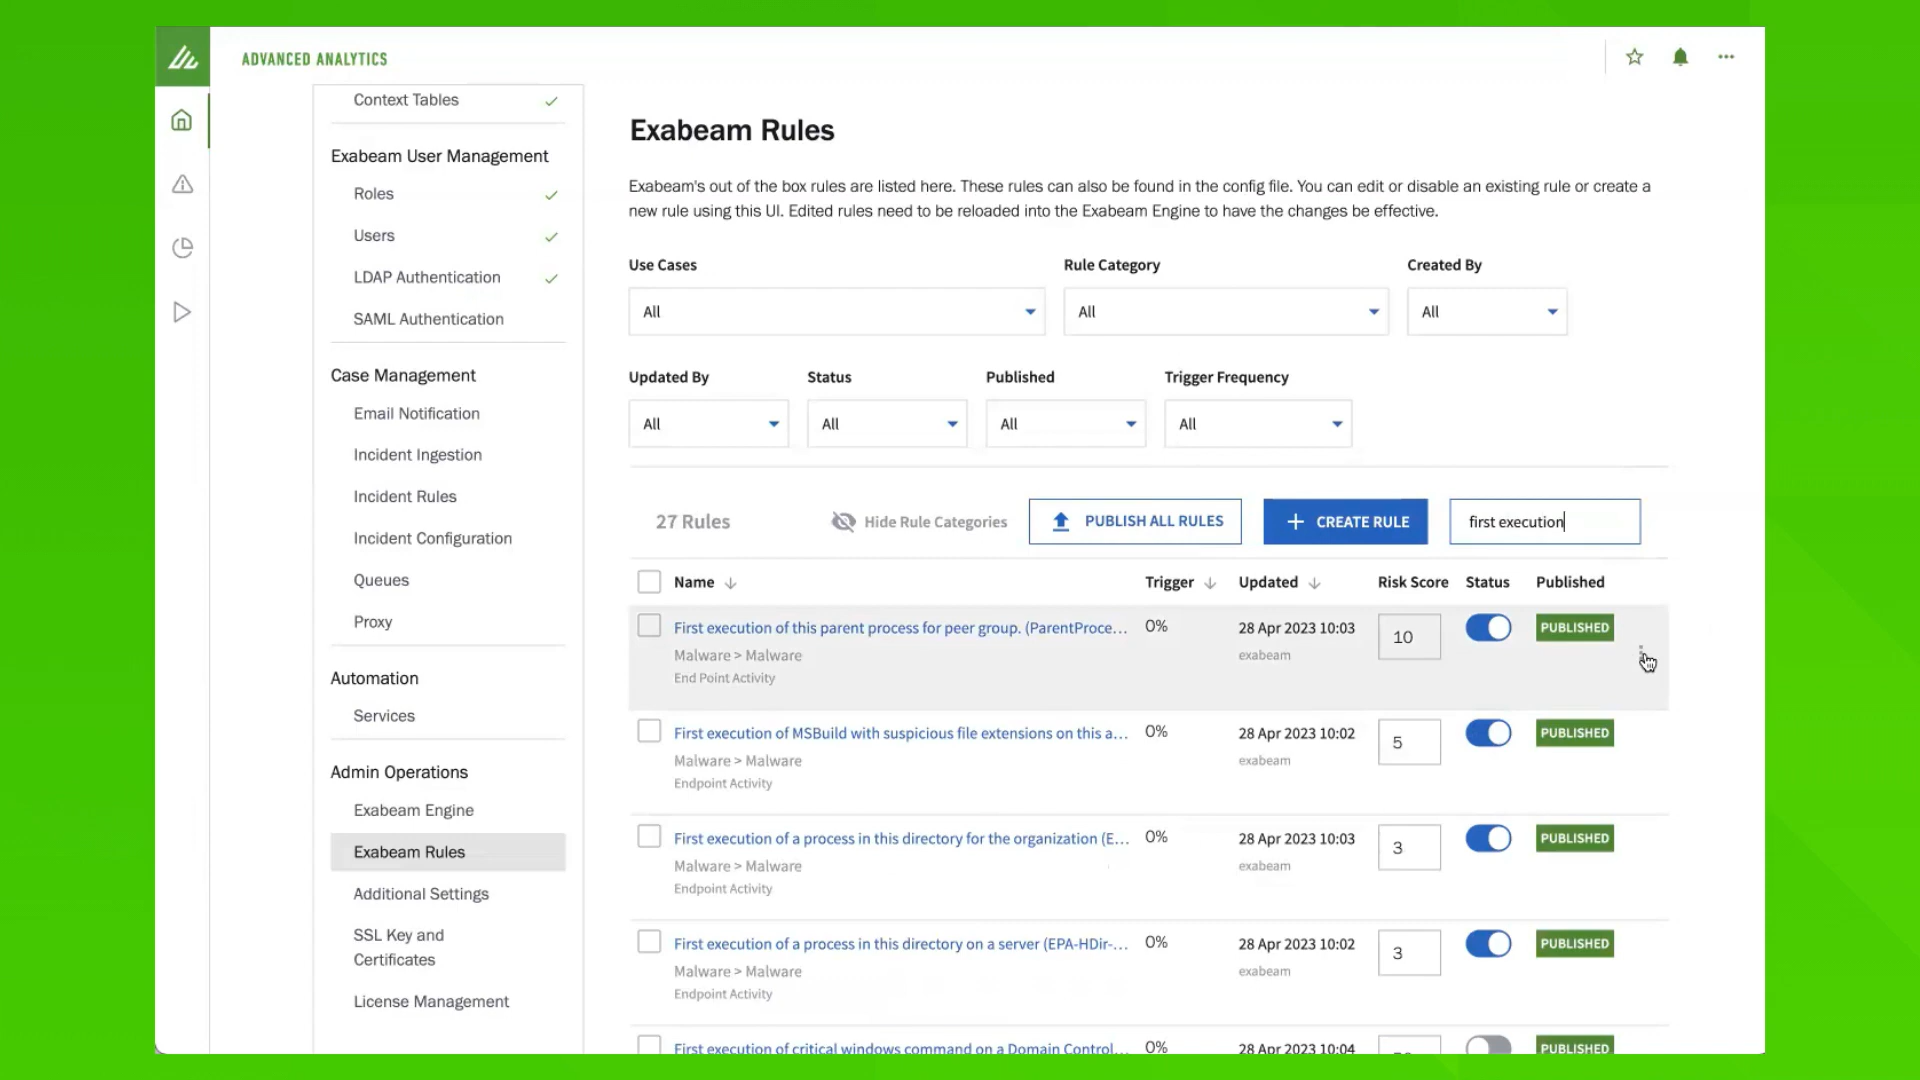 ADVANCED ANALYTICS
Context Tables
Exabeam User Management
Roles
Users
LDAP Authentication
SAML Authentication
Case Management
Email Notification
Incident Ingestion
Incident Rules
Incident Configuration
Queues
Proxy
Automation
Services
Admin Operations
Exabeam Engine
Exabeam Rules
Additional Settings
SSL Key and
Certificates
License Management
Exabeam Rules
Exabeam's out of the box rules are listed here. These rules can also be found in the config file. You can edit or disable an existing rule or create a
new rule using this UI. Edited rules need to be reloaded into the Exabeam Engine to have the changes be effective.
Use Cases Rule Category Created By
All All All
Updated By Status Published Trigger Frequency
All All All All
27 Rules Hide Rule Categories PUBLISH ALL RULES + CREATE RULE first execution
Name Trigger Updated Risk Score Status Published
First execution of this parent process for peer group. (ParentProce... 0% 28 Apr 2023 10:03 10 PUBLISHED
Malware > Malware exabeam
End Point Activity
First execution of MSBuild with suspicious file extensions on this a... 0% 28 Apr 2023 10:02 5 PUBLISHED
Malware > Malware exabeam
Endpoint Activity
First execution of a process in this directory for the organization (E... 0% 28 Apr 2023 10:03 3 PUBLISHED
Malware > Malware exabeam
Endpoint Activity
First execution of a process in this directory on a server (EPA-HDir-... 0% 28 Apr 2023 10:02 3 PUBLISHED
Malware > Malware exabeam
Endpoint Activity
First execution of critical windows command on a Domain Control... 0% 28 Apr 2023 10:04 PUBLISHED